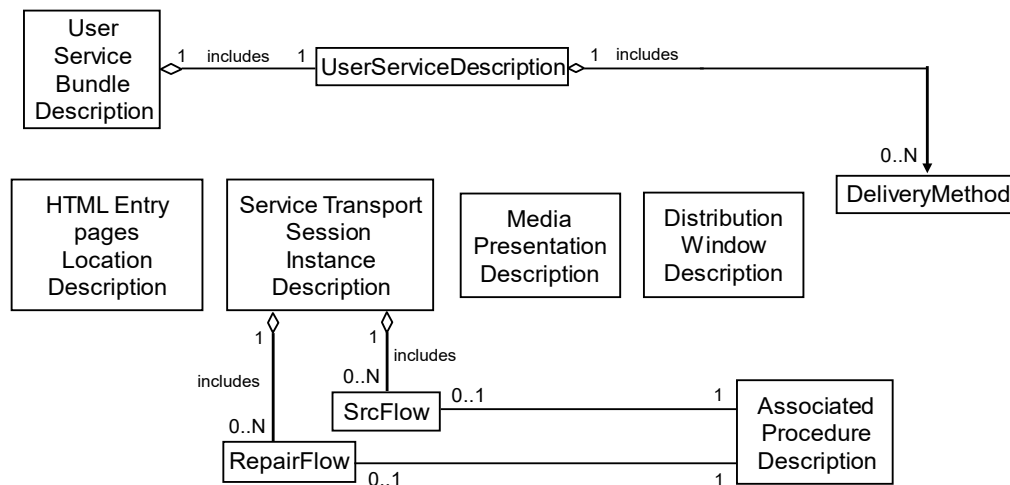 User
Service
Bundle
Description
1 includes 1
UserServiceDescription
1 includes
0..N
DeliveryMethod
HTML Entry
pages
Location
Description
Service Transport
Session
Instance
Description
Media
Presentation
Description
Distribution
Window
Description
1
includes
0..N
1
includes
0..N
SrcFlow
0..1
1
RepairFlow
0..1
1
Associated
Procedure
Description